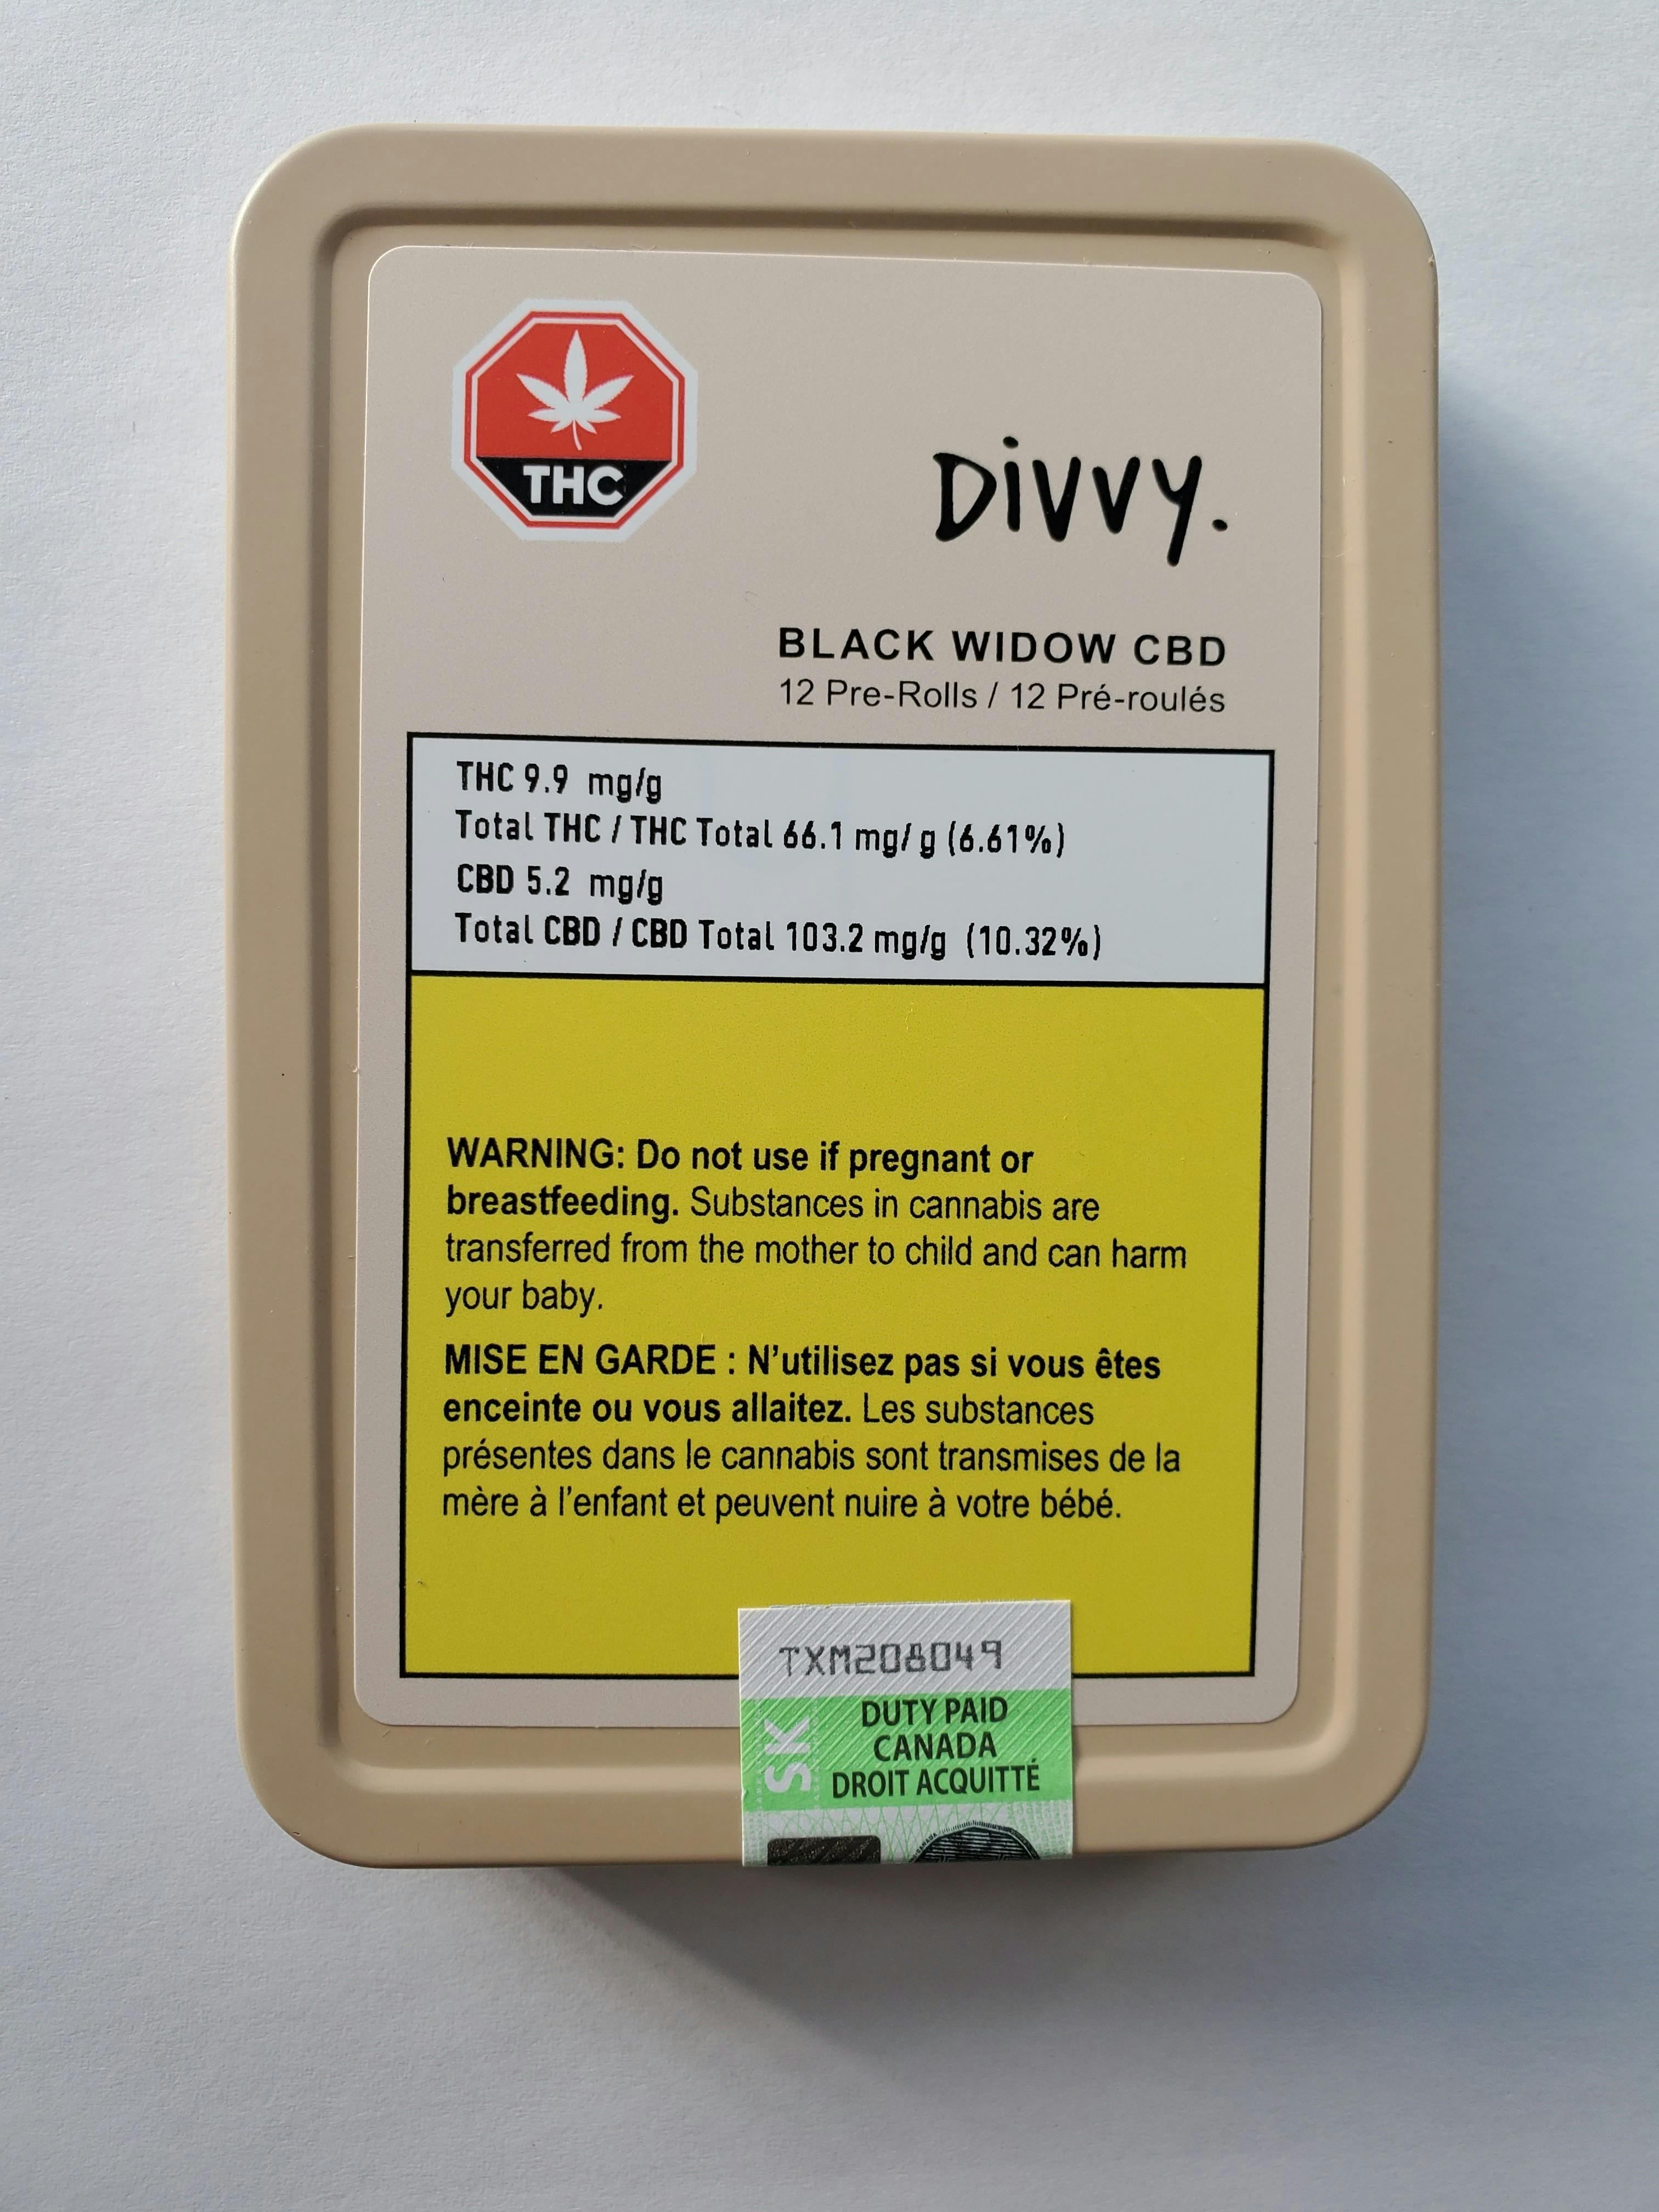 THC
Divvy.
BLACK WIDOW CBD
12 Pre-Rolls / 12 Pré-roulés
THC 9.9 mg/g
Total THC / THC Total 66.1 mg/ g (6.61%)
CBD 5.2 mg/g
Total CBD / CBD Total 103.2 mg/g (10.32%)
WARNING: Do not use if pregnant or
breastfeeding. Substances in cannabis are
transferred from the mother to child and can harm
your baby.
MISE EN GARDE : N’utilisez pas si vous êtes
enceinte ou vous allaitez. Les substances
présentes dans le cannabis sont transmises de la
mère à l’enfant et peuvent nuire à votre bébé.
TXM208049
SK
DUTY PAID
CANADA
DROIT ACQUITTÉ